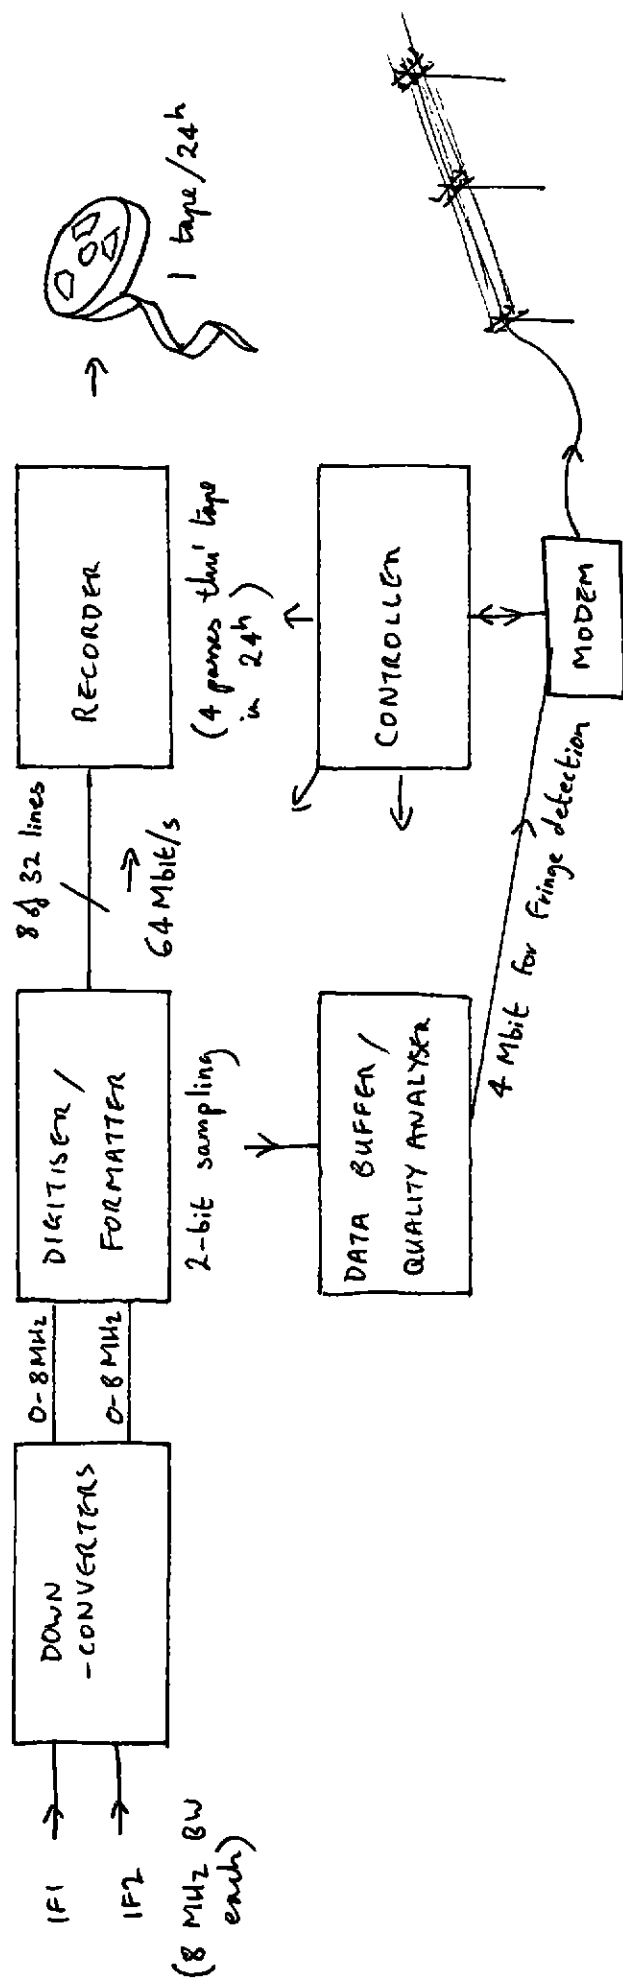 IF1
IF2
(8 MHz BW
each)
DOWN
-CONVERTERS
0-8MHz
0-8MHz
DIGITISER/
FORMATTER
2-bit sampling
8 of 32 lines
64 Mbit/s
RECORDER
(4 passes thru' tape
in 24h)
1 tape/24h
DATA BUFFER/
QUALITY ANALYSER
4 Mbit for fringe detection
CONTROLLER
MODEM